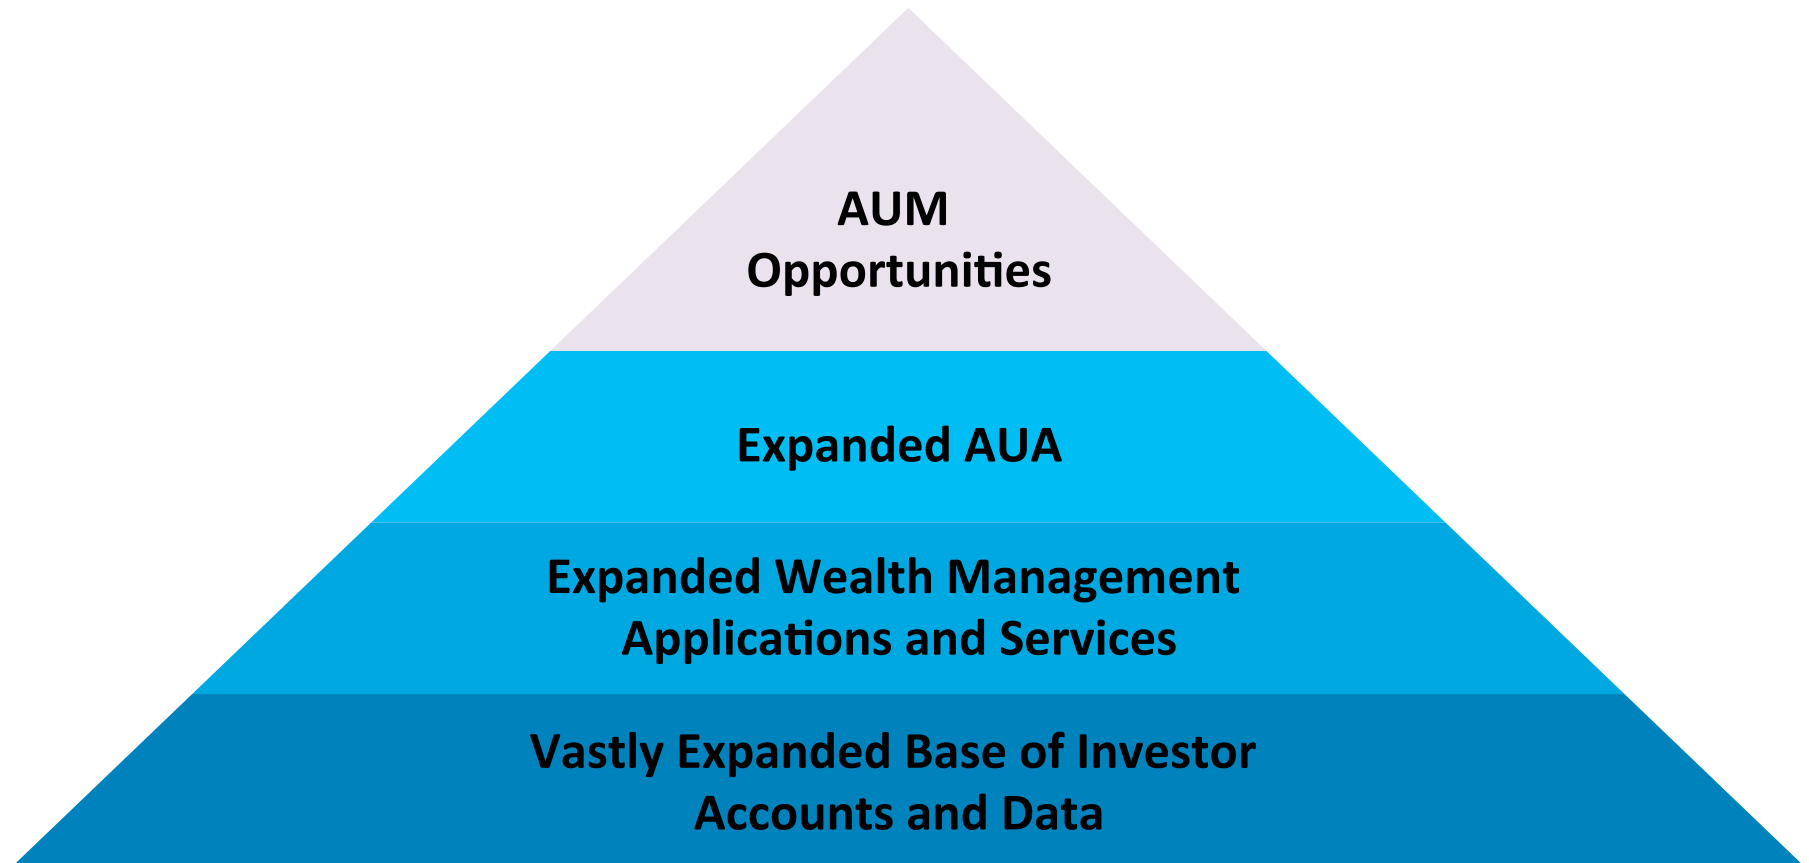 AUM
Opportunities
Expanded AUA
Expanded Wealth Management
Applications and Services
Vastly Expanded Base of Investor
Accounts and Data